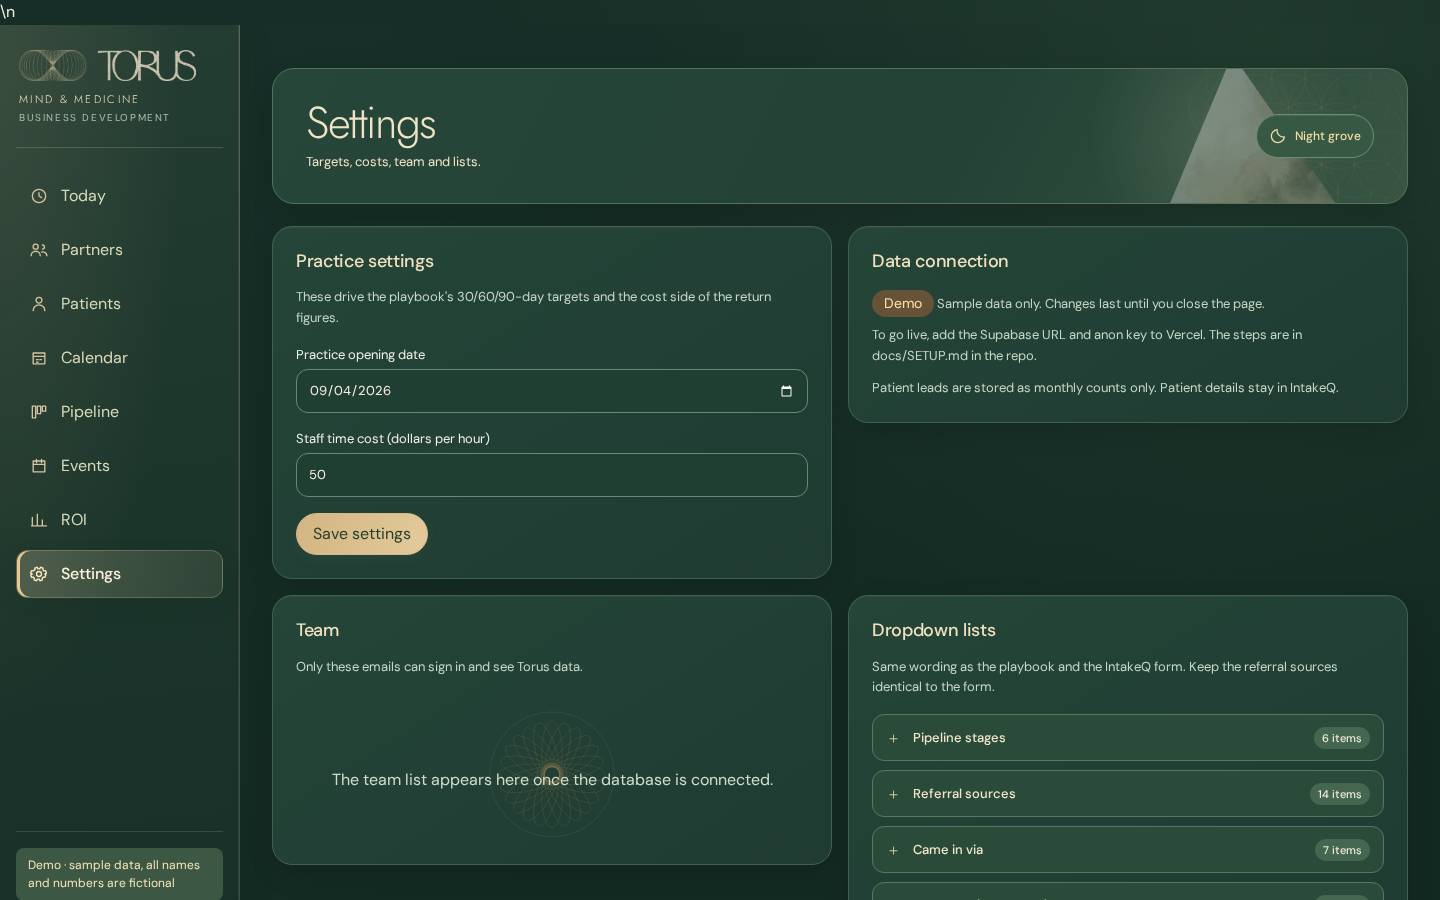 \n
TORUS
MIND & MEDICINE
BUSINESS DEVELOPMENT
Today
Partners
Patients
Calendar
Pipeline
Events
ROI
Settings
Demo · sample data, all names
and numbers are fictional
Settings
Targets, costs, team and lists.
Night grove
Practice settings
These drive the playbook's 30/60/90-day targets and the cost side of the return
figures.
Practice opening date
09/04/2026
Staff time cost (dollars per hour)
50
Save settings
Data connection
Demo Sample data only. Changes last until you close the page.
To go live, add the Supabase URL and anon key to Vercel. The steps are in
docs/SETUP.md in the repo.
Patient leads are stored as monthly counts only. Patient details stay in IntakeQ.
Team
Only these emails can sign in and see Torus data.
The team list appears here once the database is connected.
Dropdown lists
Same wording as the playbook and the IntakeQ form. Keep the referral sources
identical to the form.
+ Pipeline stages 6 items
+ Referral sources 14 items
+ Came in via 7 items